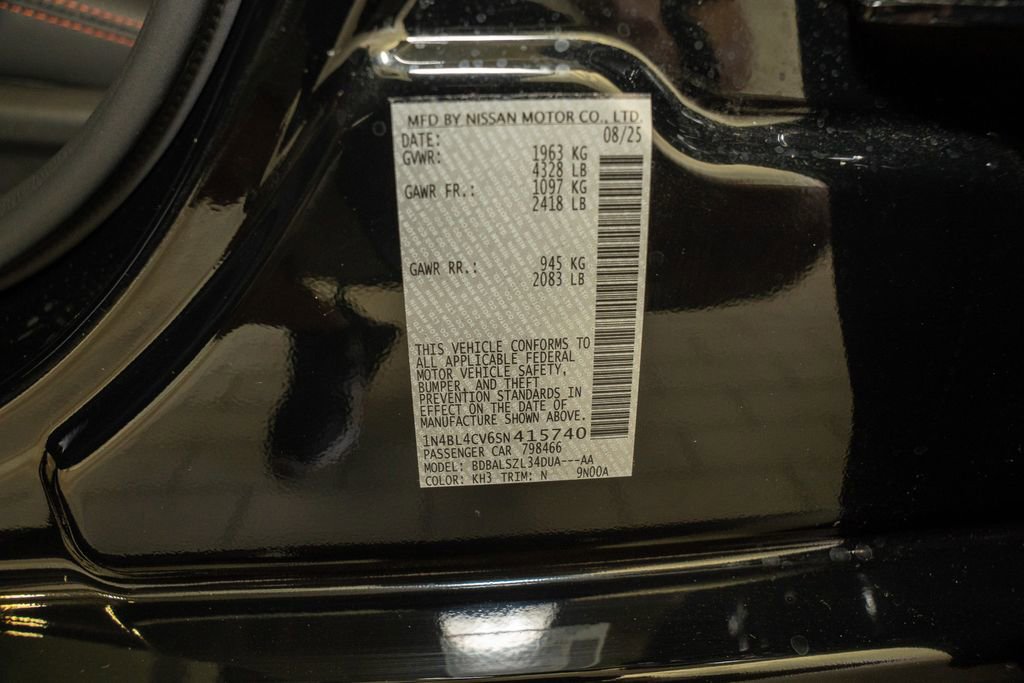 MFD BY NISSAN MOTOR CO., LTD.
DATE: 08/25
GVWR: 1963 KG
4328 LB
GAWR FR.: 1097 KG
2418 LB
GAWR RR.: 945 KG
2083 LB
THIS VEHICLE CONFORMS TO
ALL APPLICABLE FEDERAL
MOTOR VEHICLE SAFETY,
BUMPER, AND THEFT
PREVENTION STANDARDS IN
EFFECT ON THE DATE OF
MANUFACTURE SHOWN ABOVE.
1N4BL4CV6SN415740
PASSENGER CAR 798466
MODEL: BDBALSZL34DUA---AA
COLOR: KH3 TRIM: N 9N00A